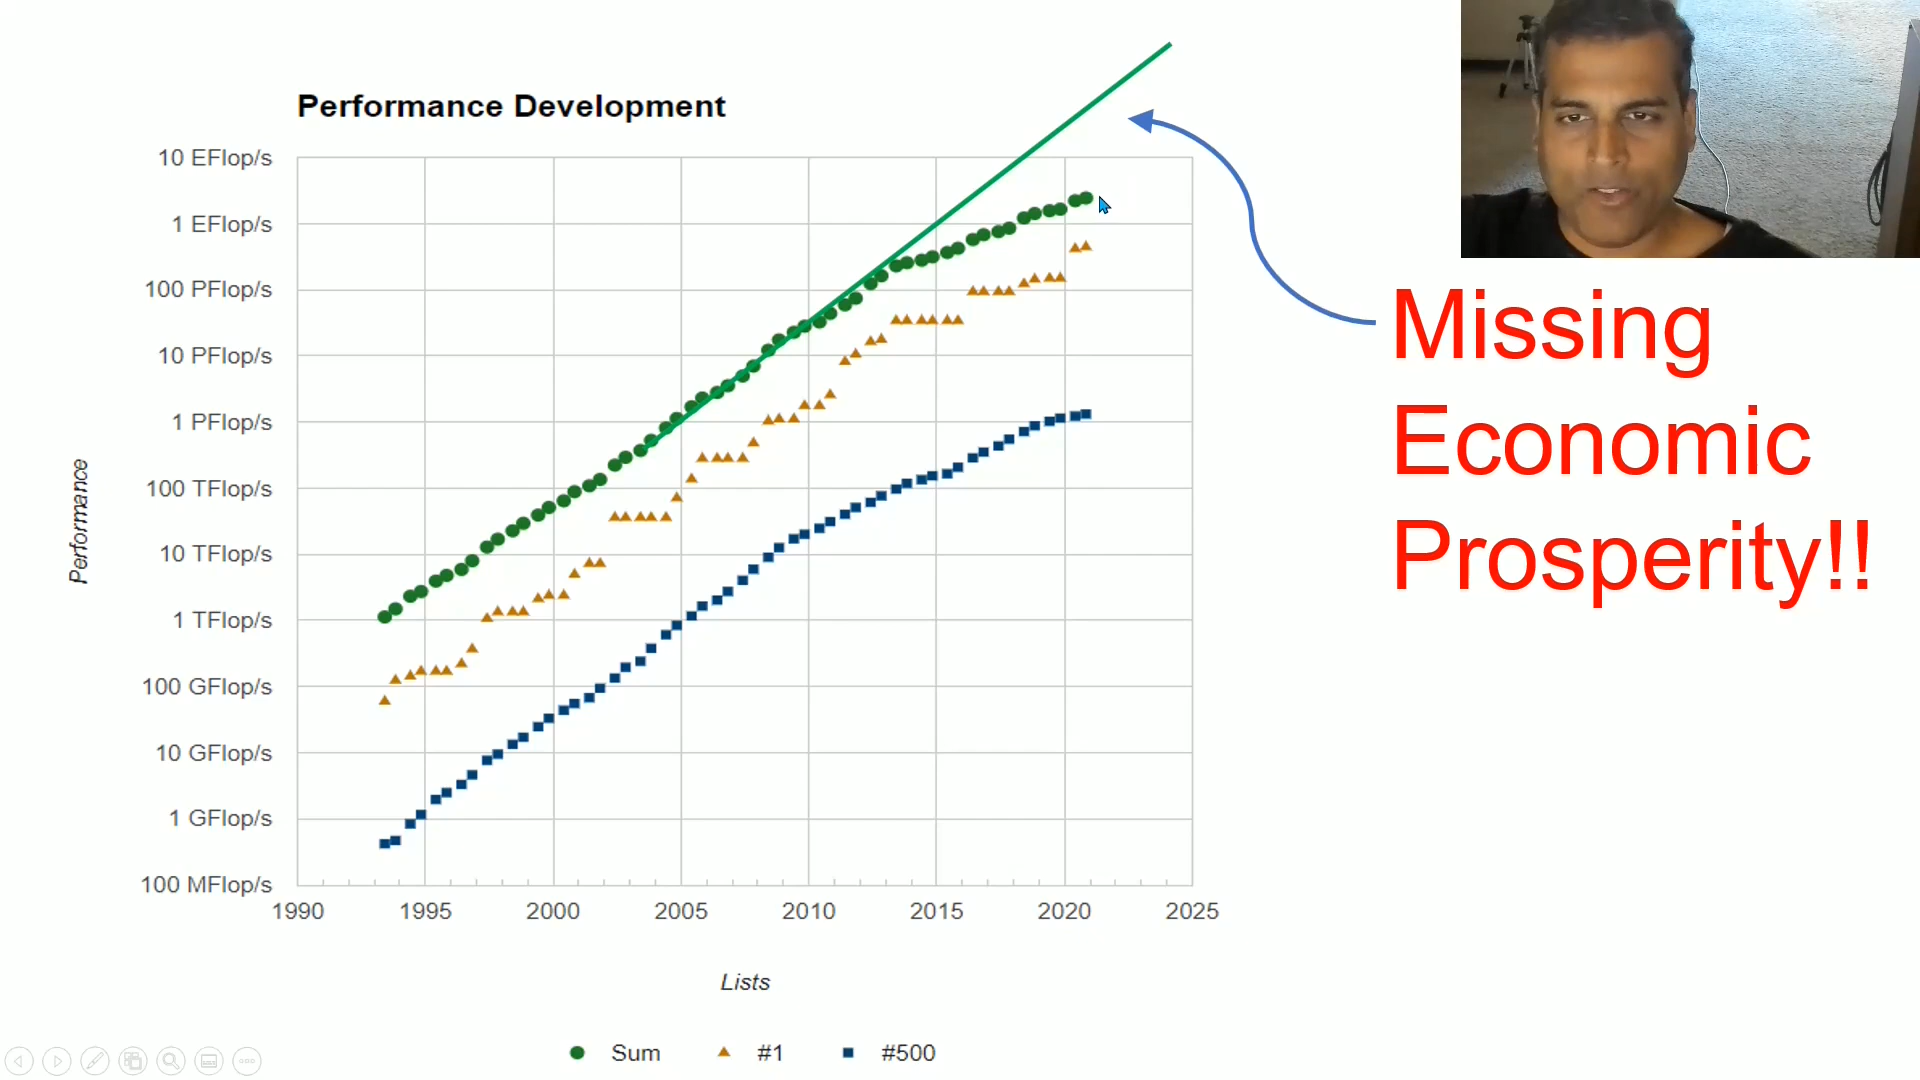 Performance Development
10 EFlop/s
1 EFlop/s
100 PFlop/s
10 PFlop/s
1 PFlop/s
100 TFlop/s
10 TFlop/s
1 TFlop/s
100 GFlop/s
10 GFlop/s
1 GFlop/s
100 MFlop/s
Performance
1990 1995 2000 2005 2010 2015 2020 2025
Lists
Sum #1 #500
Missing
Economic
Prosperity!!